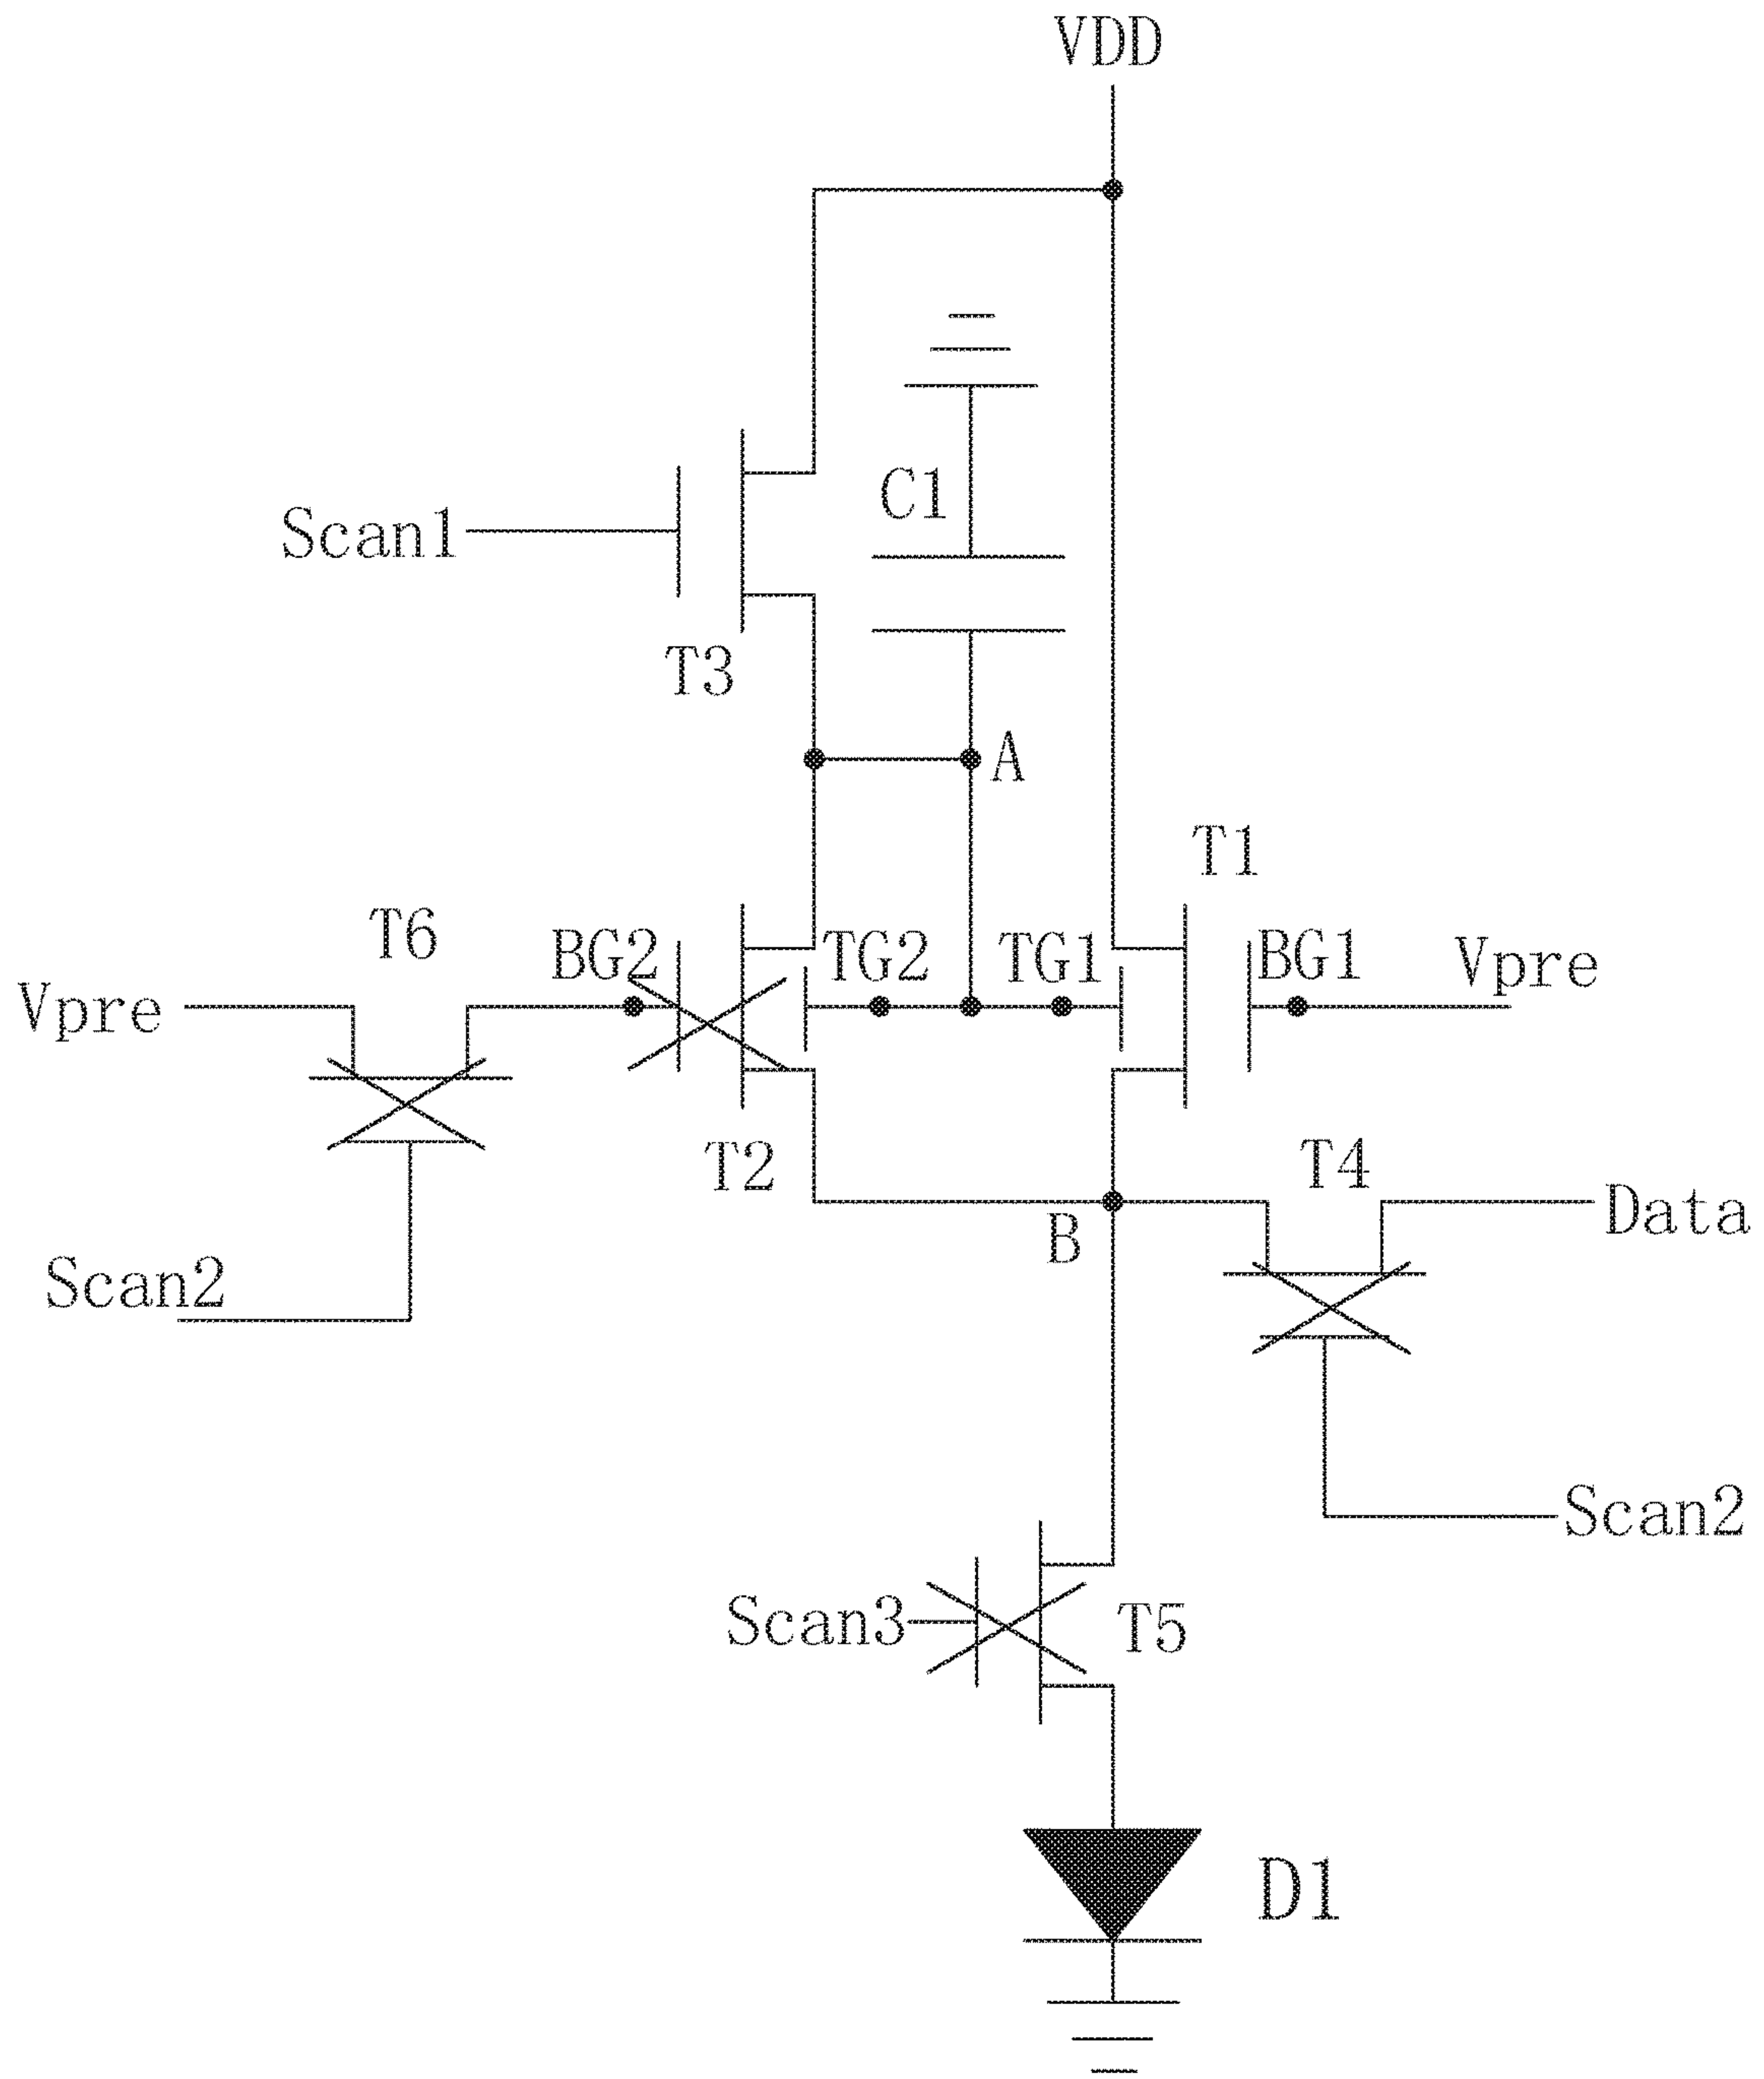 VDD
C1
Scan1
T3
A
T1
T6
BG2
TG2
TG1
BG1
Vpre
Vpre
T2
T4
Data
B
Scan2
Scan2
Scan3
T5
D1